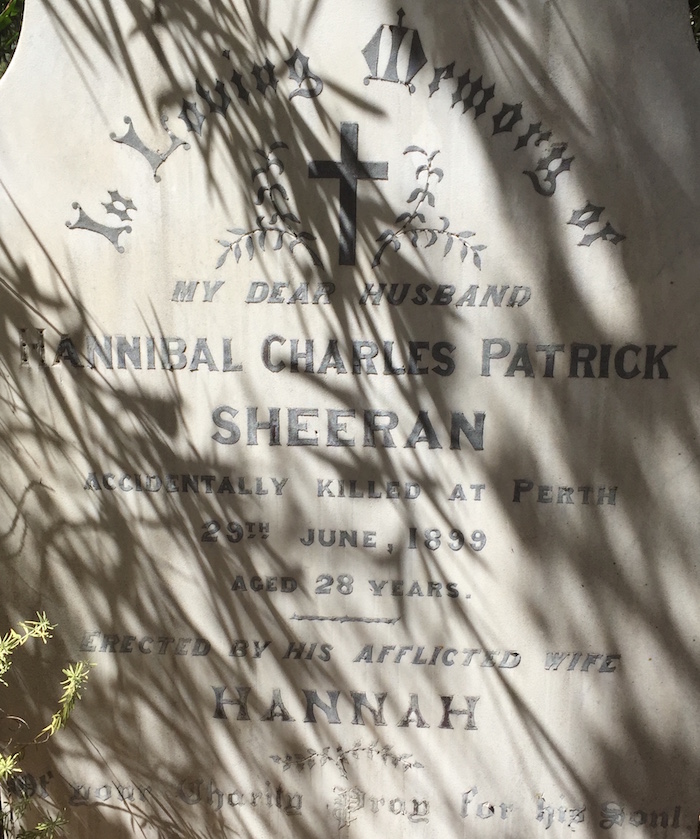 In Loving Memory of
MY DEAR HUSBAND
HANNIBAL CHARLES PATRICK
SHEERAN
ACCIDENTALLY KILLED AT PERTH
29TH JUNE, 1899
AGED 28 YEARS.
ERECTED BY HIS AFFLICTED WIFE
HANNAH
Of your Charity Pray for his Soul